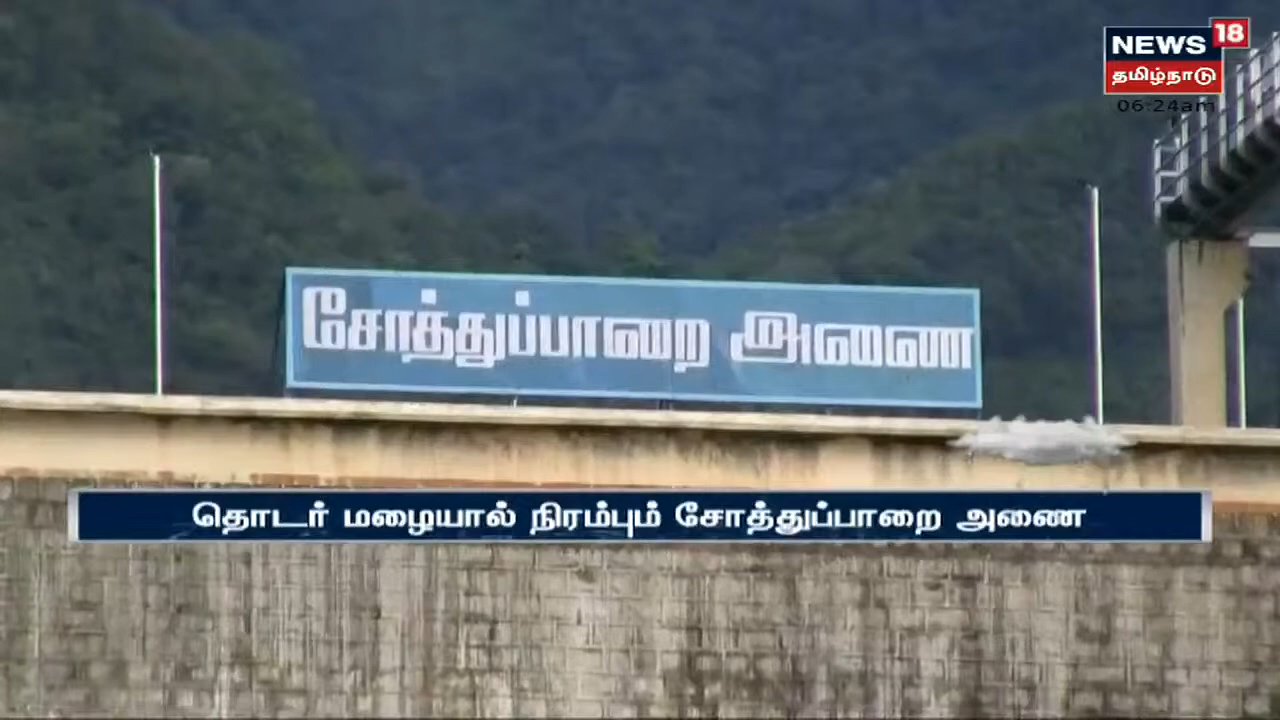 NEWS 18
தமிழ்நாடு
06:24am
சோத்துப்பாறை அணை
தொடர் மழையால் நிரம்பும் சோத்துப்பாறை அணை